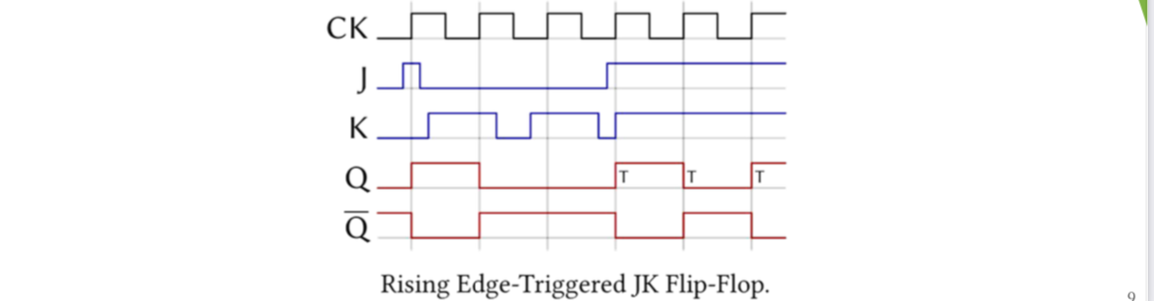 CK
J
K
Q T T T
Q̅
Rising Edge-Triggered JK Flip-Flop.
9